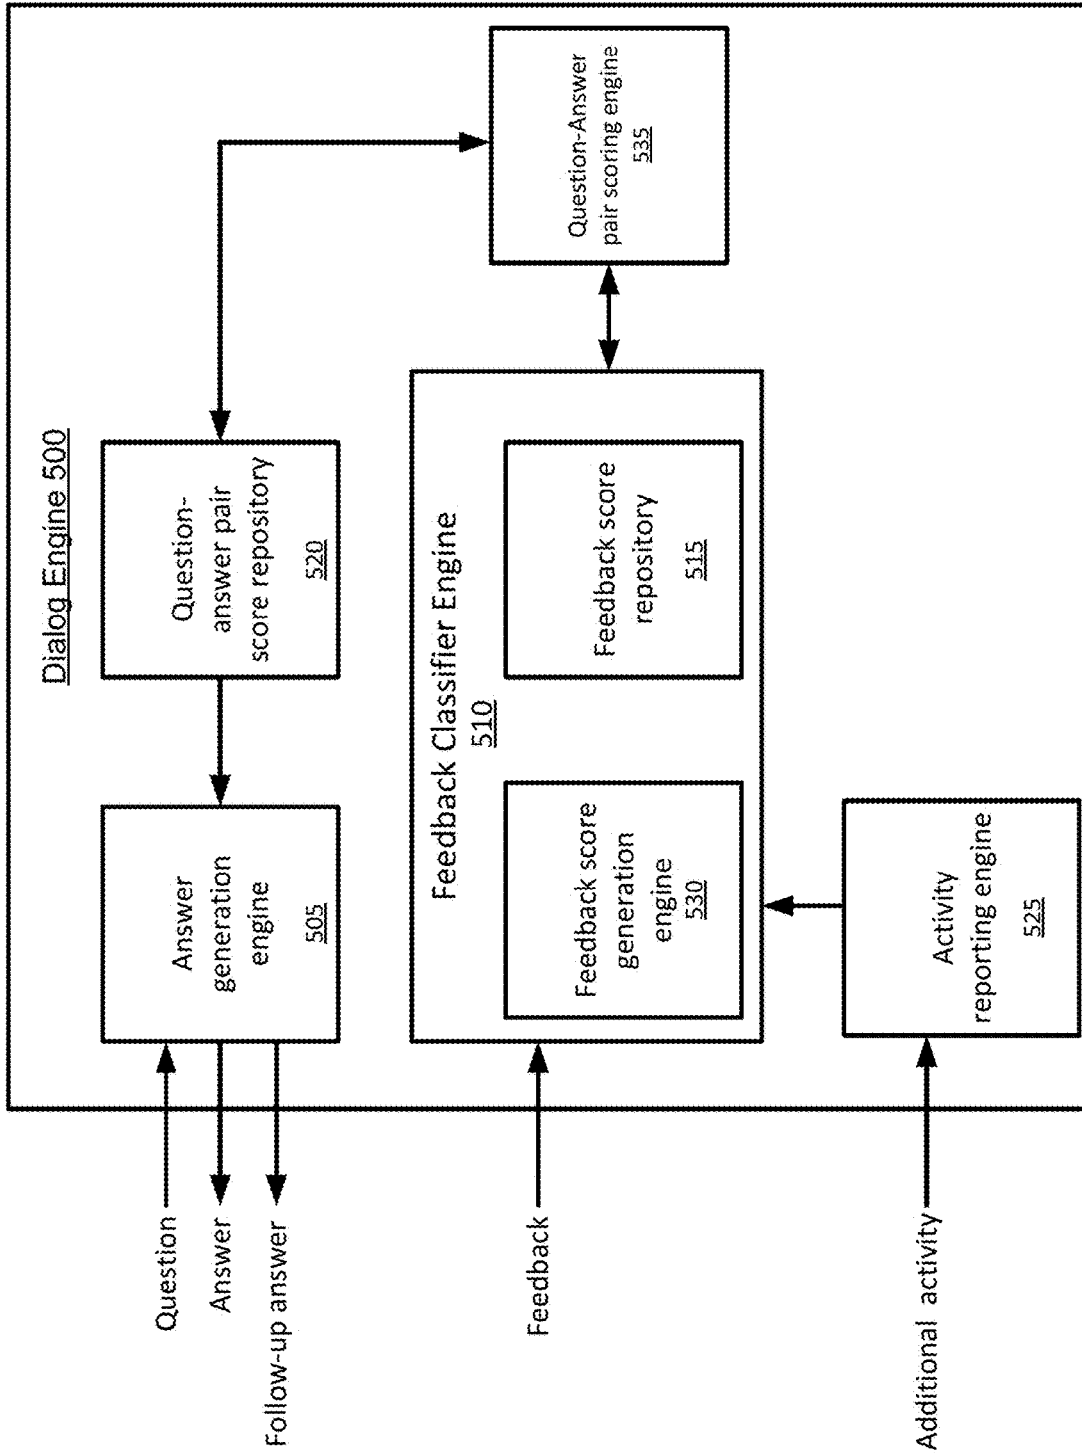 Dialog Engine 500
Question
Answer
Follow-up answer
Answer
generation
engine
505
Question-
answer pair
score repository
520
Feedback
Feedback Classifier Engine
510
Feedback score
generation
engine
530
Feedback score
repository
515
Question-Answer
pair scoring engine
535
Additional activity
Activity
reporting engine
525